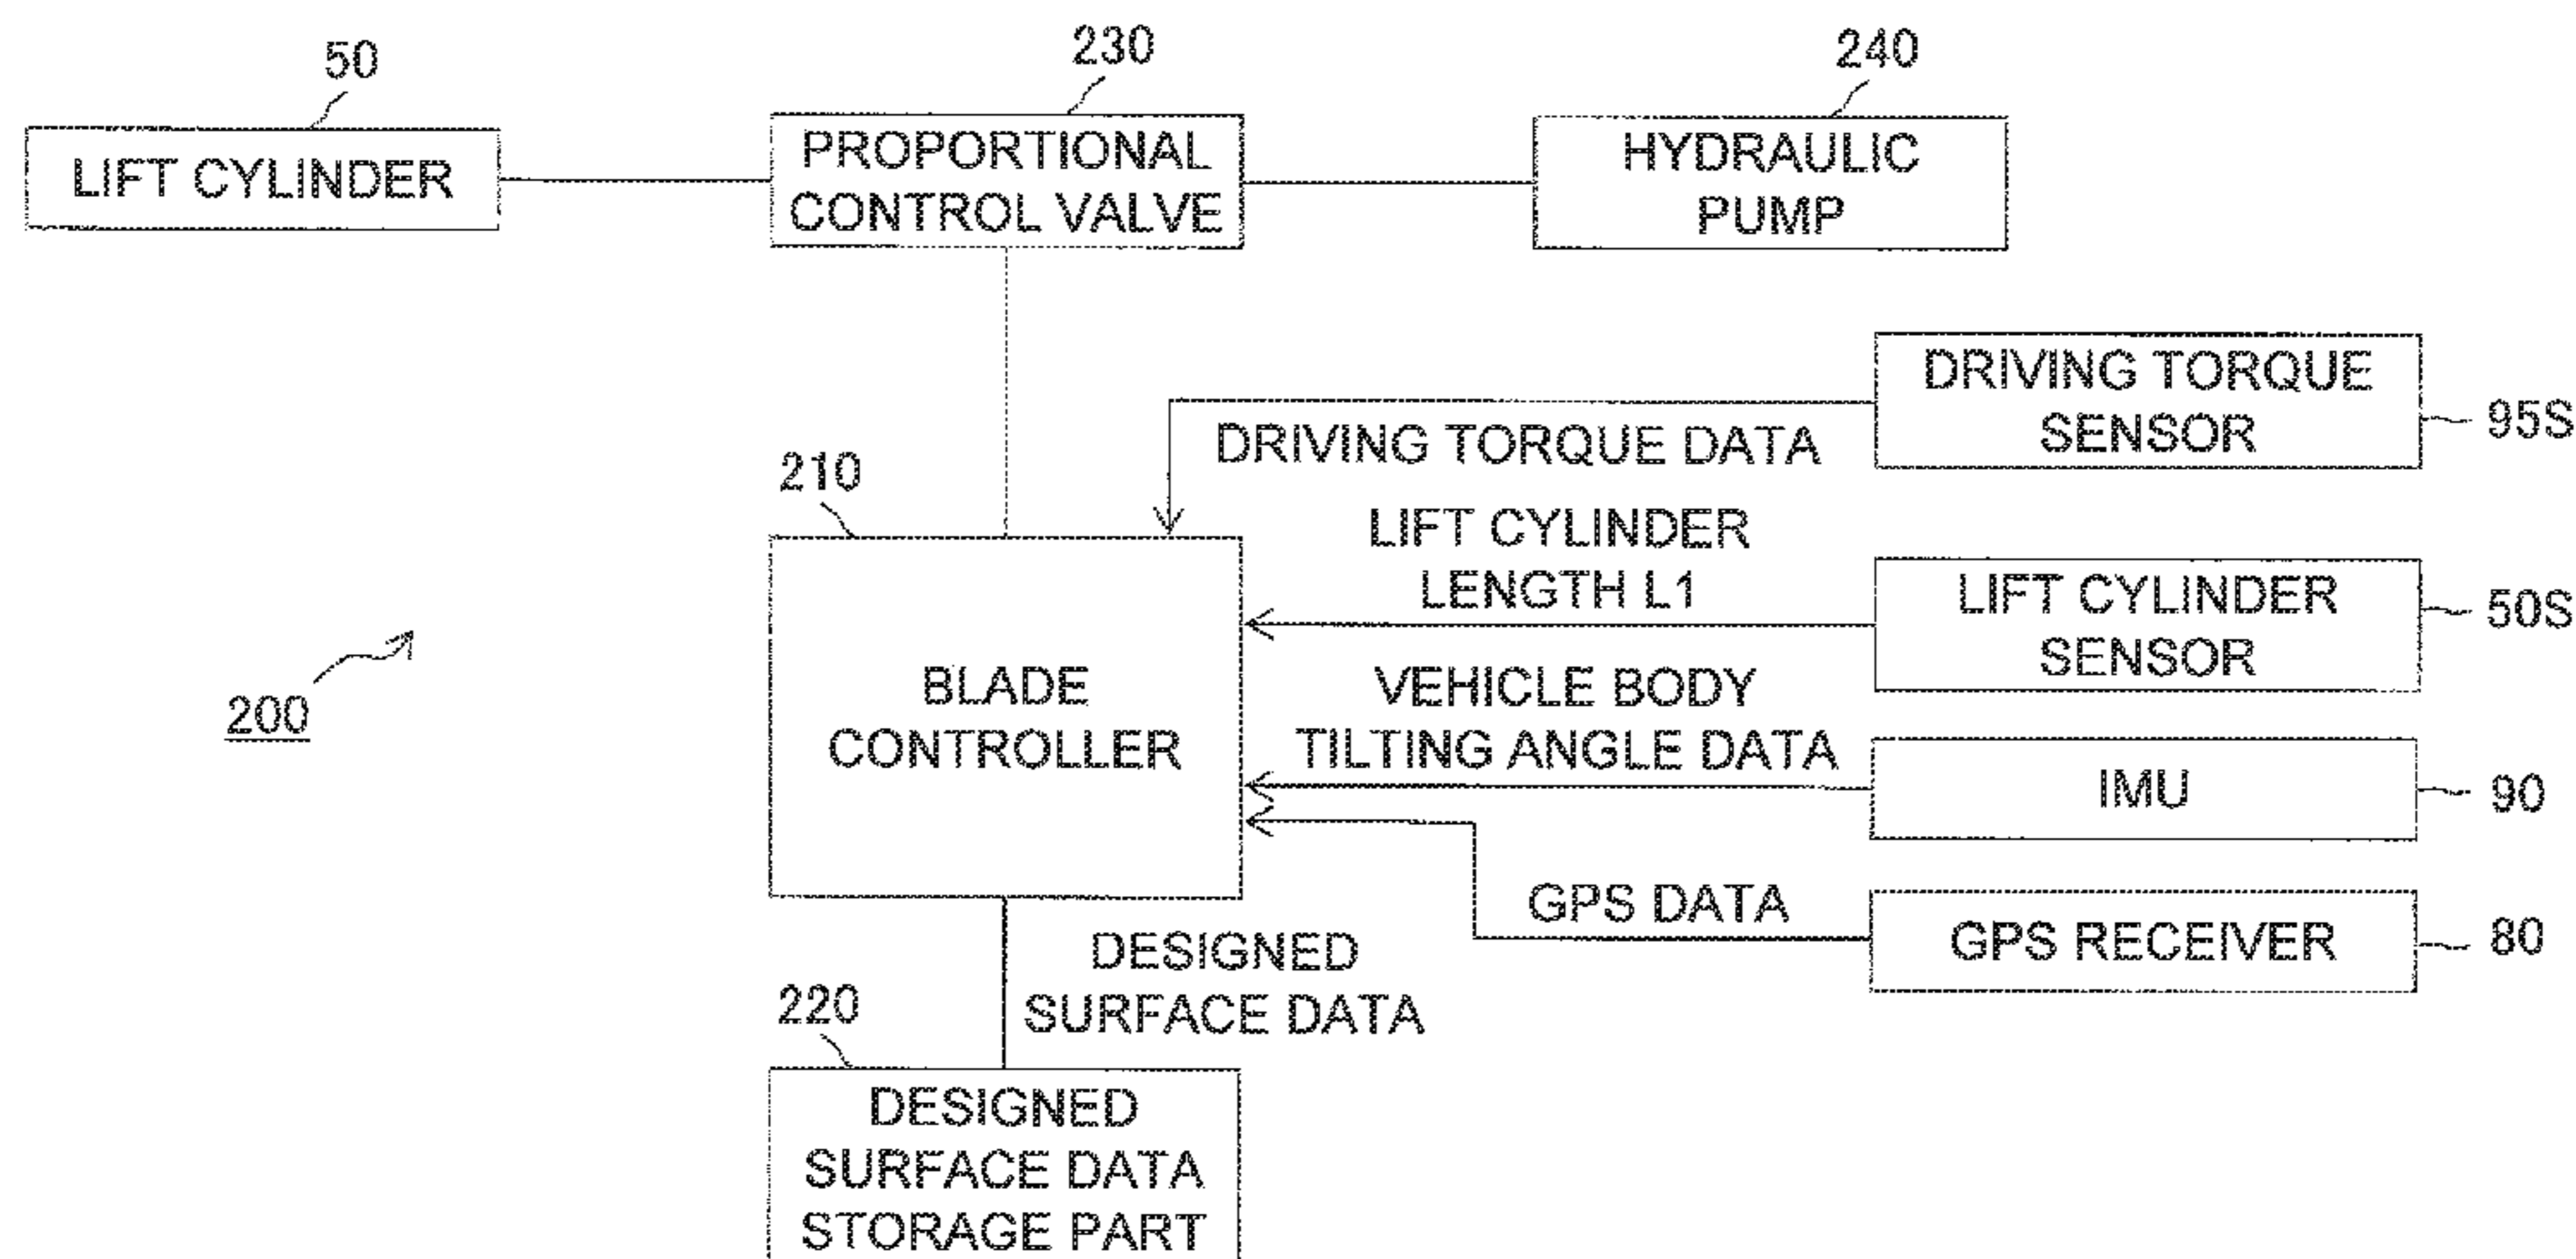 50
230
240
LIFT CYLINDER
PROPORTIONAL
CONTROL VALVE
HYDRAULIC
PUMP
DRIVING TORQUE
SENSOR
95S
DRIVING TORQUE DATA
210
LIFT CYLINDER
LENGTH L1
LIFT CYLINDER
SENSOR
50S
BLADE
CONTROLLER
VEHICLE BODY
TILTING ANGLE DATA
200
IMU
90
GPS DATA
GPS RECEIVER
80
DESIGNED
SURFACE DATA
220
DESIGNED
SURFACE DATA
STORAGE PART